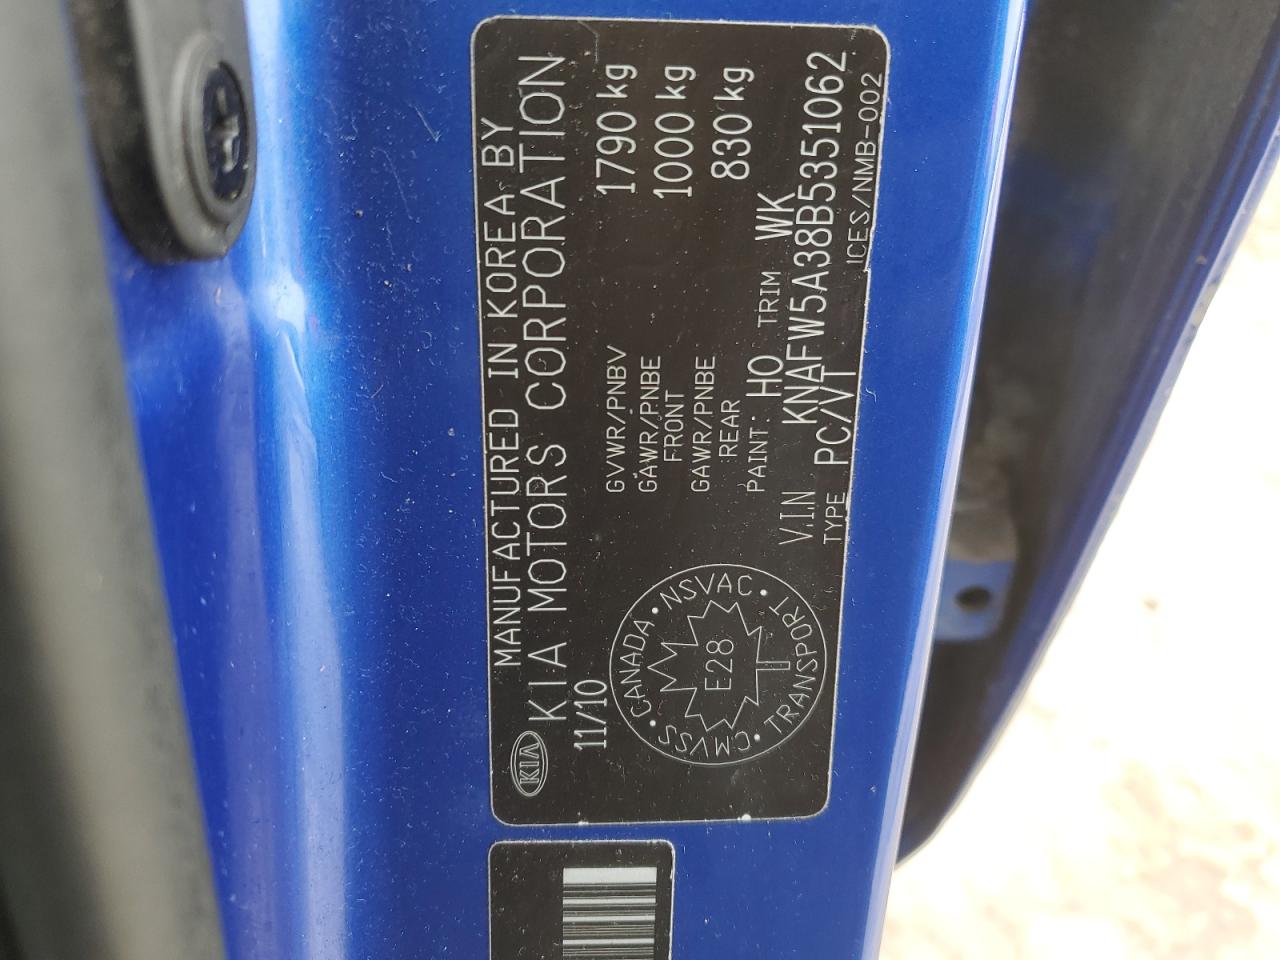 MANUFACTURED IN KOREA BY
KIA KIA MOTORS CORPORATION
11/10
GVWR/PNBV 1790 kg
GAWR/PNBE FRONT 1000 kg
GAWR/PNBE REAR 830 kg
PAINT: HO TRIM WK
V.I.N KNAFW5A38B5351062
TYPE PC/VT ICES/NMB-002
CANADA • NSVAC • TRANSPORT • CMVSS •
E28
T